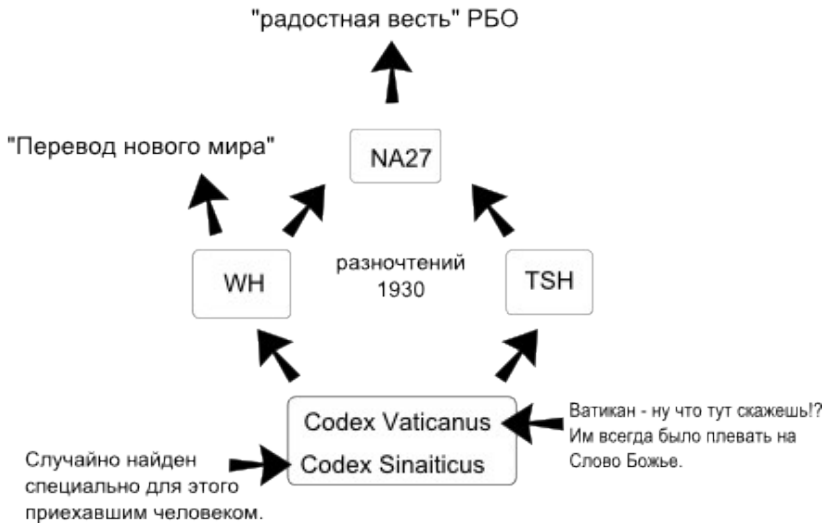 "радостная весть" РБО
"Перевод нового мира"
NA27
WH
разночтений
1930
TSH
Codex Vaticanus
Codex Sinaiticus
Ватикан - ну что тут скажешь!?
Им всегда было плевать на
Слово Божье.
Случайно найден
специально для этого
приехавшим человеком.